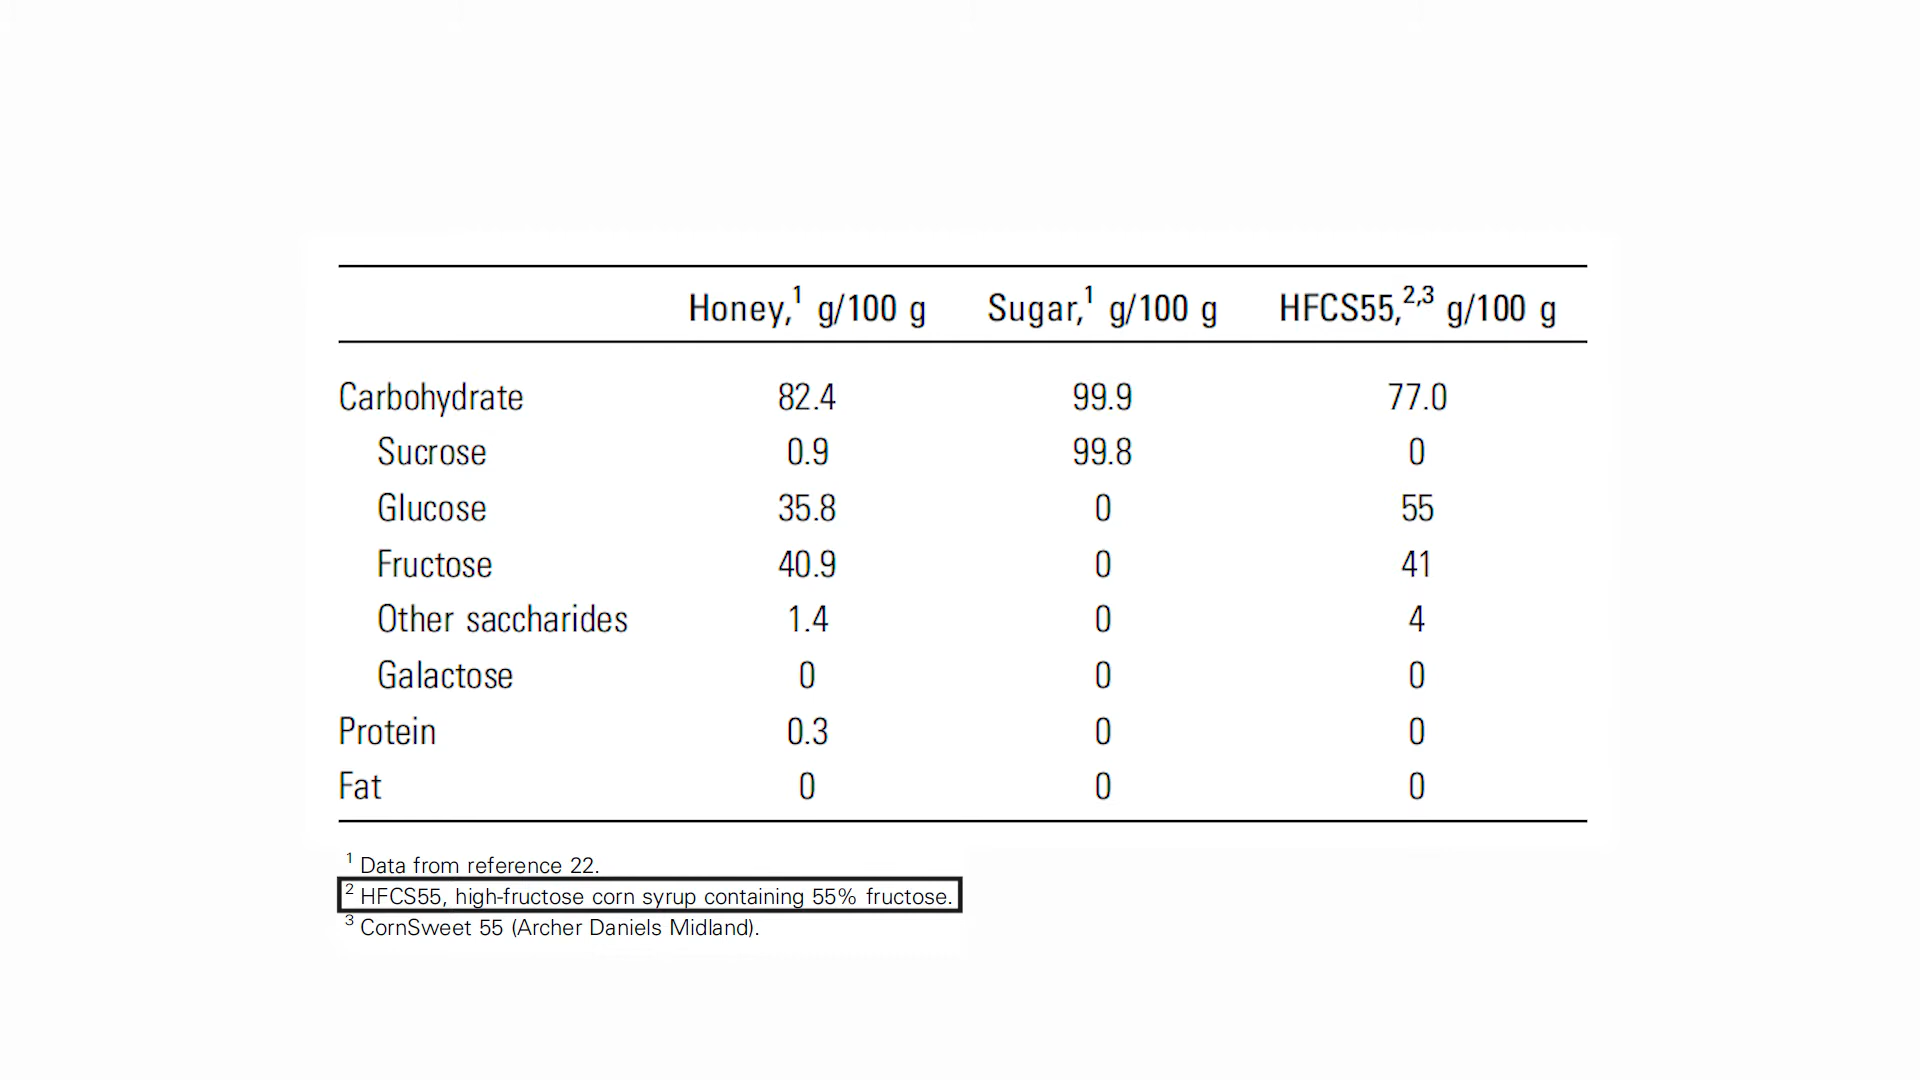 Honey,1 g/100 g Sugar,1 g/100 g HFCS55,2,3 g/100 g
Carbohydrate 82.4 99.9 77.0
Sucrose 0.9 99.8 0
Glucose 35.8 0 55
Fructose 40.9 0 41
Other saccharides 1.4 0 4
Galactose 0 0 0
Protein 0.3 0 0
Fat 0 0 0
1 Data from reference 22.
2 HFCS55, high-fructose corn syrup containing 55% fructose.
3 CornSweet 55 (Archer Daniels Midland).